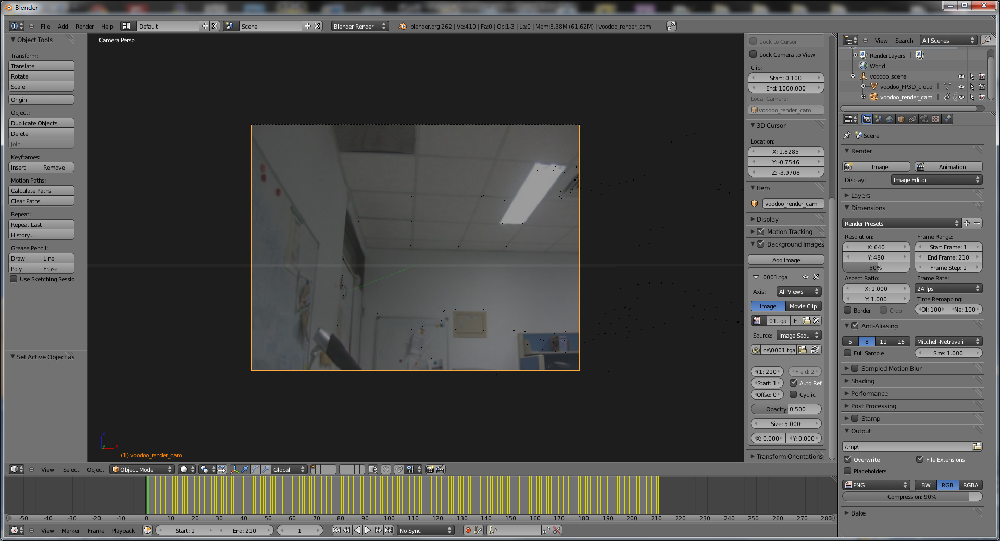 Blender
File Add Render Help Default Scene Blender Render blender.org 262 | Ve:410 | Fa:0 | Ob:1-3 | La:0 | Mem:8.38M (61.62M) | voodoo_render_cam
Object Tools
Transform:
Translate
Rotate
Scale
Origin
Object:
Duplicate Objects
Delete
Join
Keyframes:
Insert Remove
Motion Paths:
Calculate Paths
Clear Paths
Repeat:
Repeat Last
History...
Grease Pencil:
Draw Line
Poly Erase
Use Sketching Sessio
Set Active Object as
Camera Persp
z
y x
(1) voodoo_render_cam
Lock to Cursor
Lock Camera to View
Clip:
Start: 0.100
End: 1000.000
Local Camera:
voodoo_render_cam
3D Cursor
Location:
X: 1.8285
Y: -0.7546
Z: -3.9708
Item
voodoo_render_cam
Display
Motion Tracking
Background Images
Add Image
0001.tga
Axis: All Views
Image Movie Clip
01.tga F
Source: Image Sequ
ce\0001.tga
(1: 210 Field: 2
Start: 1 Auto Ref
Offse: 0 Cyclic
Opacity: 0.500
Size: 5.000
X: 0.000 Y: 0.000
Transform Orientations
View Search All Scenes
RenderLayers |
World
voodoo_scene
voodoo_FP3D_cloud |
voodoo_render_cam |
Scene
Render
Image Animation
Display: Image Editor
Layers
Dimensions
Render Presets
Resolution: Frame Range:
X: 640 Start Frame: 1
Y: 480 End Frame: 210
50% Frame Step: 1
Aspect Ratio: Frame Rate:
X: 1.000 24 fps
Y: 1.000 Time Remapping:
Border Crop Ol: 100 Ne: 100
Anti-Aliasing
5 8 11 16 Mitchell-Netravali
Full Sample Size: 1.000
Sampled Motion Blur
Shading
Performance
Post Processing
Stamp
Output
/tmp\
Overwrite File Extensions
Placeholders
PNG BW RGB RGBA
Compression: 90%
Bake
View Select Object Object Mode Global
-50 -40 -30 -20 -10 0 10 20 30 40 50 60 70 80 90 100 110 120 130 140 150 160 170 180 190 200 210 220 230 240 250 260 270 280
View Marker Frame Playback Start: 1 End: 210 1 No Sync